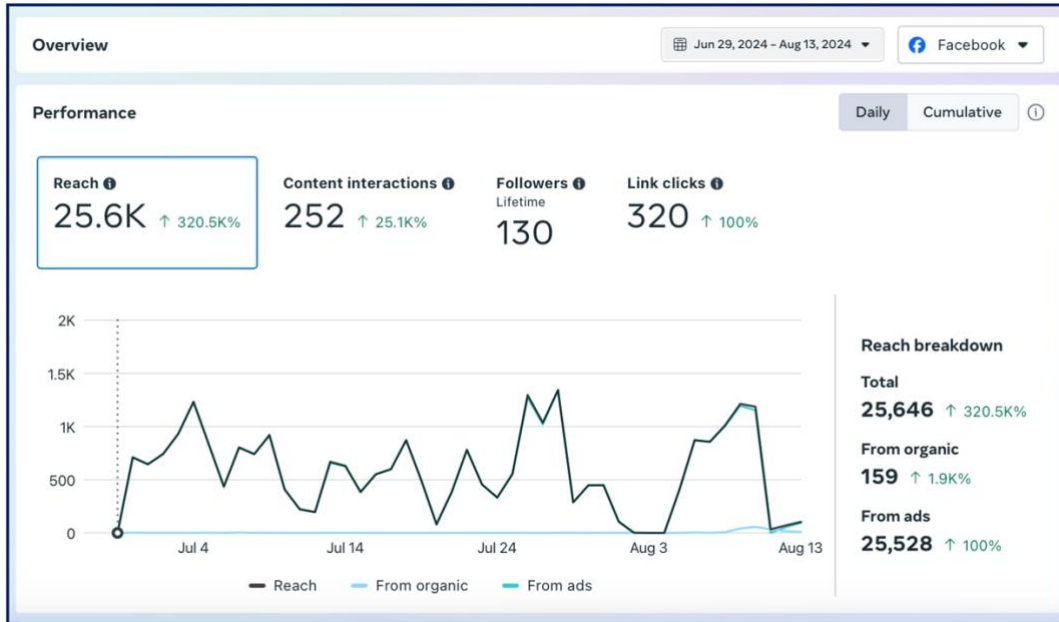 Overview
Jun 29, 2024 – Aug 13, 2024
Facebook
Performance
Daily
Cumulative
Reach
25.6K ↑ 320.5K%
Content interactions
252 ↑ 25.1K%
Followers
Lifetime
130
Link clicks
320 ↑ 100%
2K
1.5K
1K
500
0
Jul 4
Jul 14
Jul 24
Aug 3
Aug 13
Reach
From organic
From ads
Reach breakdown
Total
25,646 ↑ 320.5K%
From organic
159 ↑ 1.9K%
From ads
25,528 ↑ 100%